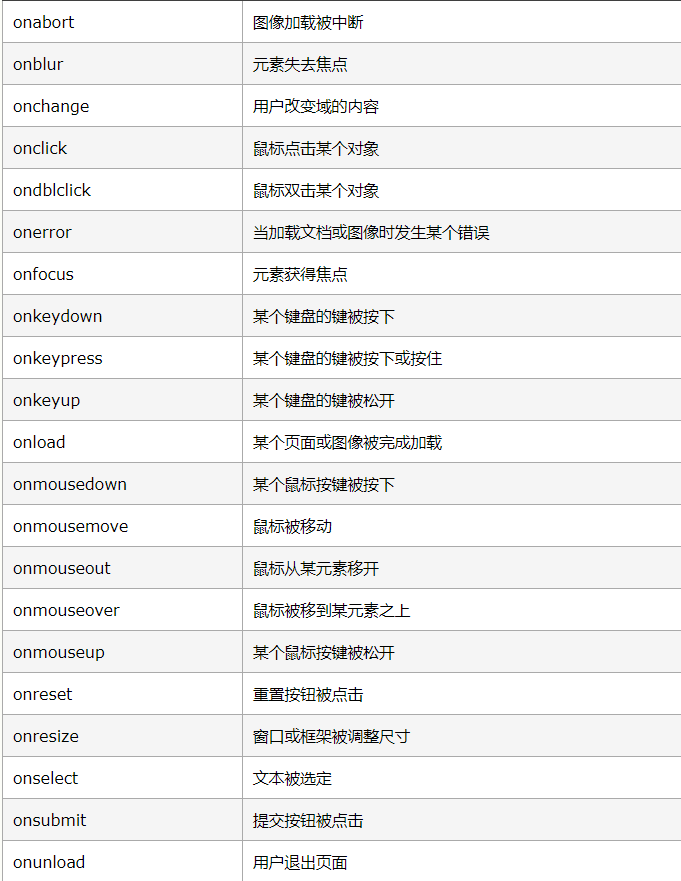 onabort 图像加载被中断
onblur 元素失去焦点
onchange 用户改变域的内容
onclick 鼠标点击某个对象
ondblclick 鼠标双击某个对象
onerror 当加载文档或图像时发生某个错误
onfocus 元素获得焦点
onkeydown 某个键盘的键被按下
onkeypress 某个键盘的键被按下或按住
onkeyup 某个键盘的键被松开
onload 某个页面或图像被完成加载
onmousedown 某个鼠标按键被按下
onmousemove 鼠标被移动
onmouseout 鼠标从某元素移开
onmouseover 鼠标被移到某元素之上
onmouseup 某个鼠标按键被松开
onreset 重置按钮被点击
onresize 窗口或框架被调整尺寸
onselect 文本被选定
onsubmit 提交按钮被点击
onunload 用户退出页面